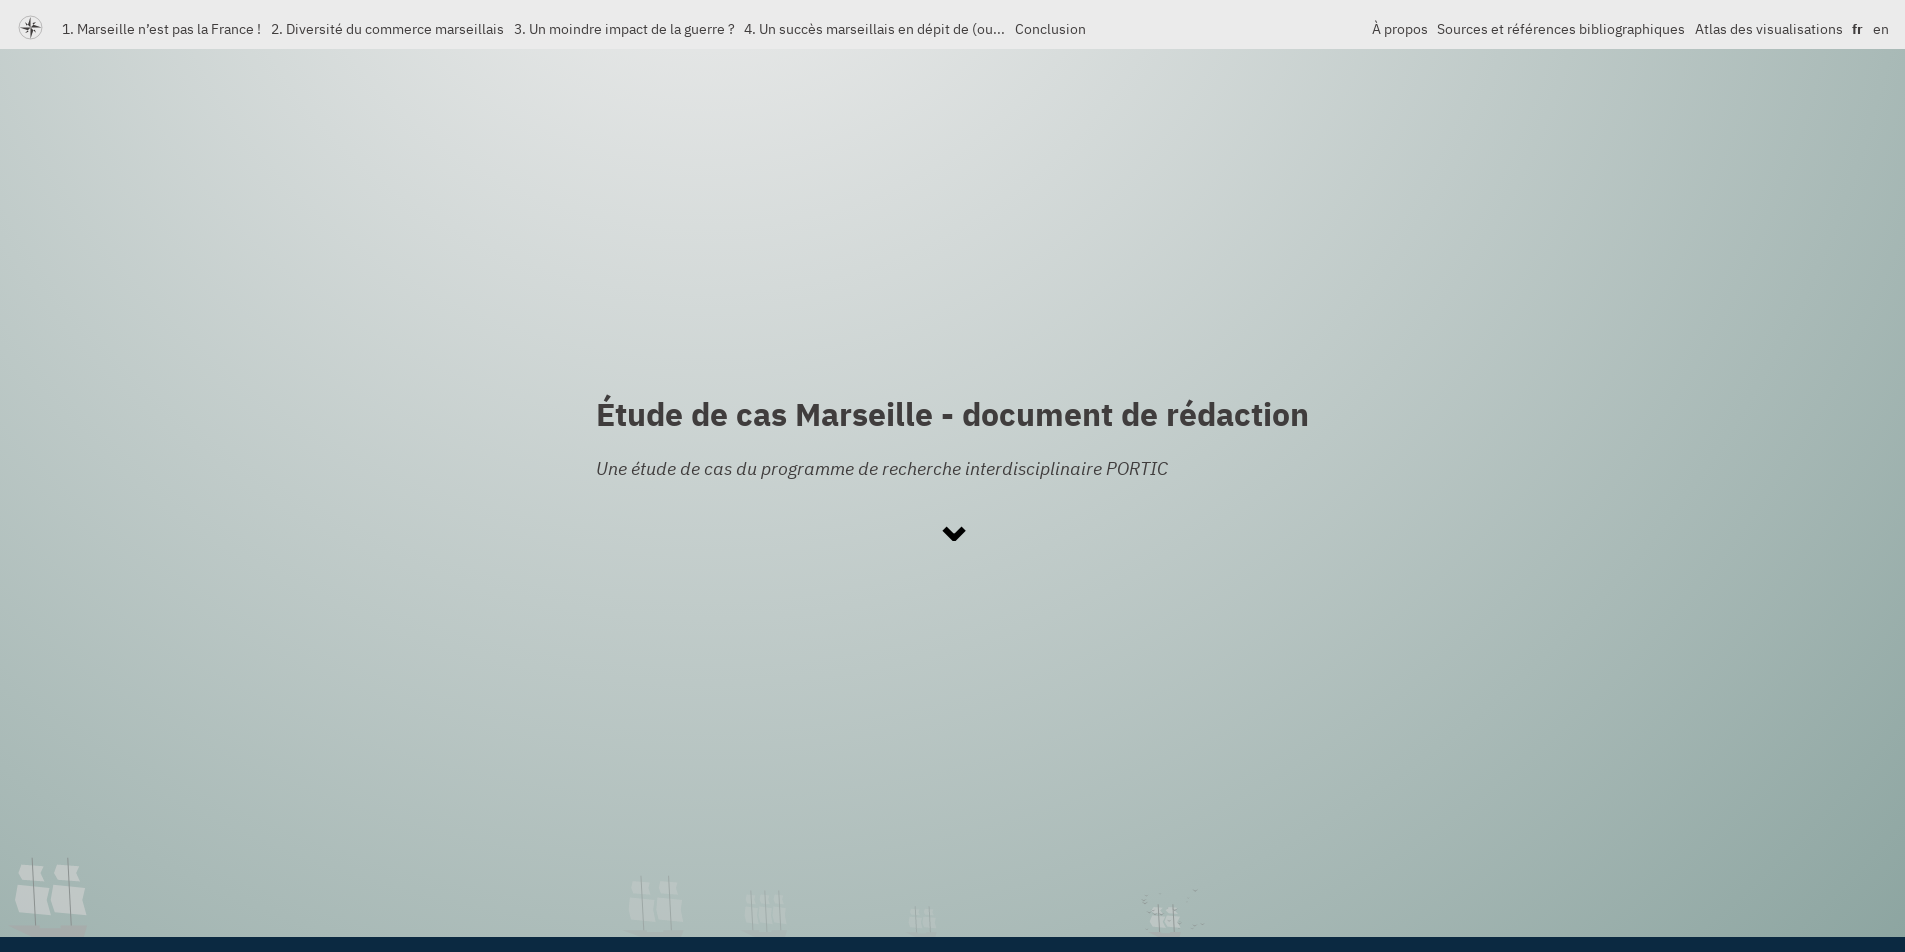 1. Marseille n’est pas la France ! 2. Diversité du commerce marseillais 3. Un moindre impact de la guerre ? 4. Un succès marseillais en dépit de (ou... Conclusion À propos Sources et références bibliographiques Atlas des visualisations fr en
Étude de cas Marseille - document de rédaction
Une étude de cas du programme de recherche interdisciplinaire PORTIC